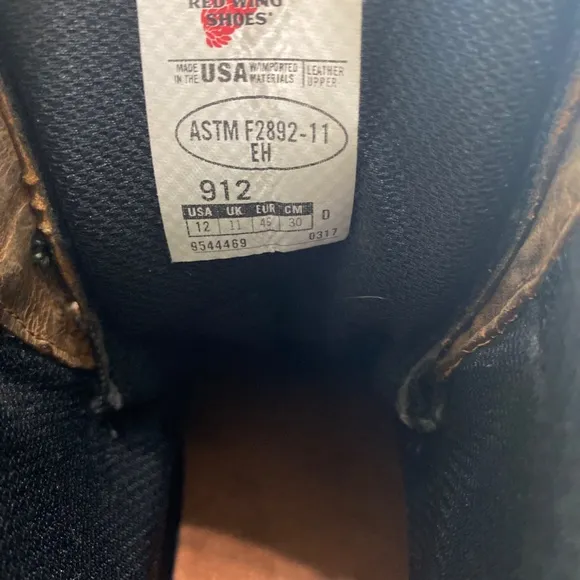 RED WING
SHOES®
MADE IN THE USA W/IMPORTED MATERIALS LEATHER UPPER
ASTM F2892-11
EH
912
USA UK EUR CM D
12 11 45 30
9544469 0317